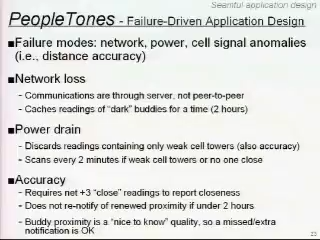 Seamful application design
PeopleTones - Failure-Driven Application Design
■Failure modes: network, power, cell signal anomalies
(i.e., distance accuracy)
■Network loss
- Communications are through server, not peer-to-peer
- Caches readings of "dark" buddies for a time (2 hours)
■Power drain
- Discards readings containing only weak cell towers (also accuracy)
- Scans every 2 minutes if weak cell towers or no one close
■Accuracy
- Requires net +3 "close" readings to report closeness
- Does not re-notify of renewed proximity if under 2 hours
- Buddy proximity is a "nice to know" quality, so a missed/extra
notification is OK
23